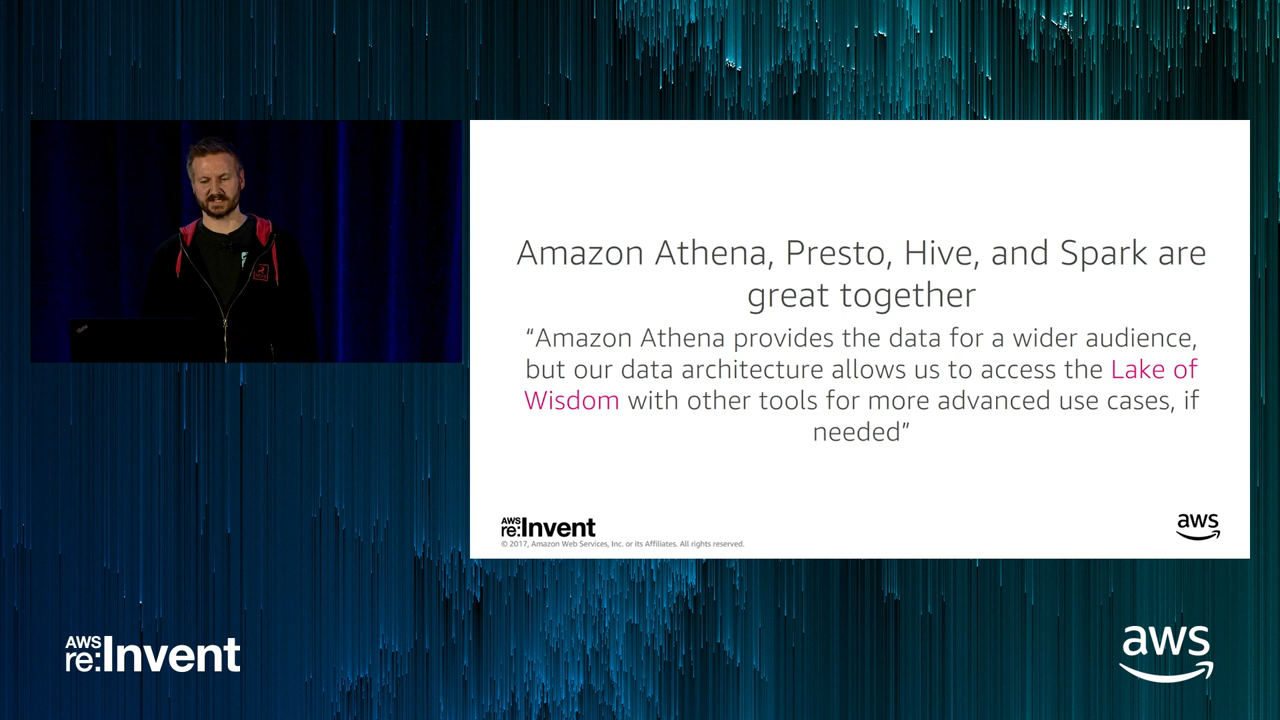 Amazon Athena, Presto, Hive, and Spark are
great together
“Amazon Athena provides the data for a wider audience,
but our data architecture allows us to access the Lake of
Wisdom with other tools for more advanced use cases, if
needed”
AWS
re:Invent
© 2017, Amazon Web Services, Inc. or its Affiliates. All rights reserved.
aws
AWS
re:Invent
aws